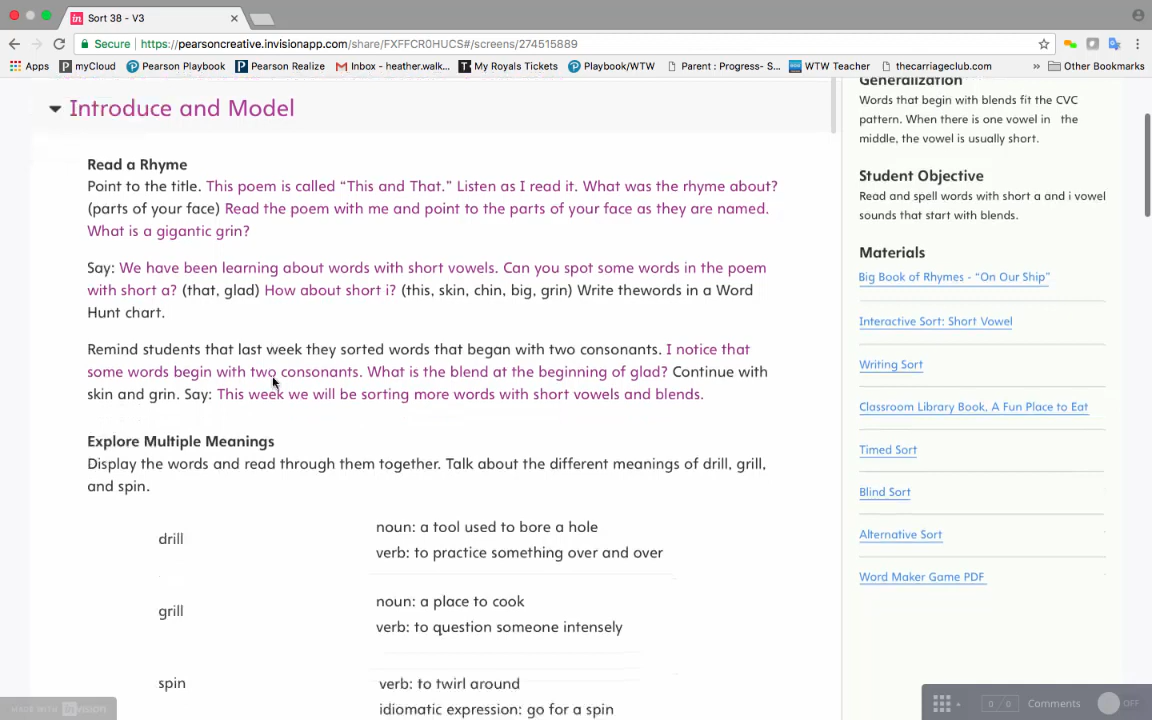 Sort 38 - V3
Secure
https://pearsoncreative.invisionapp.com/share/FXFFCR0HUCS#/screens/274515889
Apps
myCloud
Pearson Playbook
Pearson Realize
Inbox - heather.walk...
My Royals Tickets
Playbook/WTW
Parent : Progress- S...
WTW Teacher
thecarriageclub.com
»
Other Bookmarks
Introduce and Model
Read a Rhyme
Point to the title. This poem is called “This and That.” Listen as I read it. What was the rhyme about?
(parts of your face) Read the poem with me and point to the parts of your face as they are named.
What is a gigantic grin?
Say: We have been learning about words with short vowels. Can you spot some words in the poem
with short a? (that, glad) How about short i? (this, skin, chin, big, grin) Write thewords in a Word
Hunt chart.
Remind students that last week they sorted words that began with two consonants. I notice that
some words begin with two consonants. What is the blend at the beginning of glad? Continue with
skin and grin. Say: This week we will be sorting more words with short vowels and blends.
Explore Multiple Meanings
Display the words and read through them together. Talk about the different meanings of drill, grill,
and spin.
drill
noun: a tool used to bore a hole
verb: to practice something over and over
grill
noun: a place to cook
verb: to question someone intensely
spin
verb: to twirl around
idiomatic expression: go for a spin
Generalization
Words that begin with blends fit the CVC
pattern. When there is one vowel in the
middle, the vowel is usually short.
Student Objective
Read and spell words with short a and i vowel
sounds that start with blends.
Materials
Big Book of Rhymes - “On Our Ship”
Interactive Sort: Short Vowel
Writing Sort
Classroom Library Book, A Fun Place to Eat
Timed Sort
Blind Sort
Alternative Sort
Word Maker Game PDF
MADE WITH in VISION
0 / 0
Comments
OFF